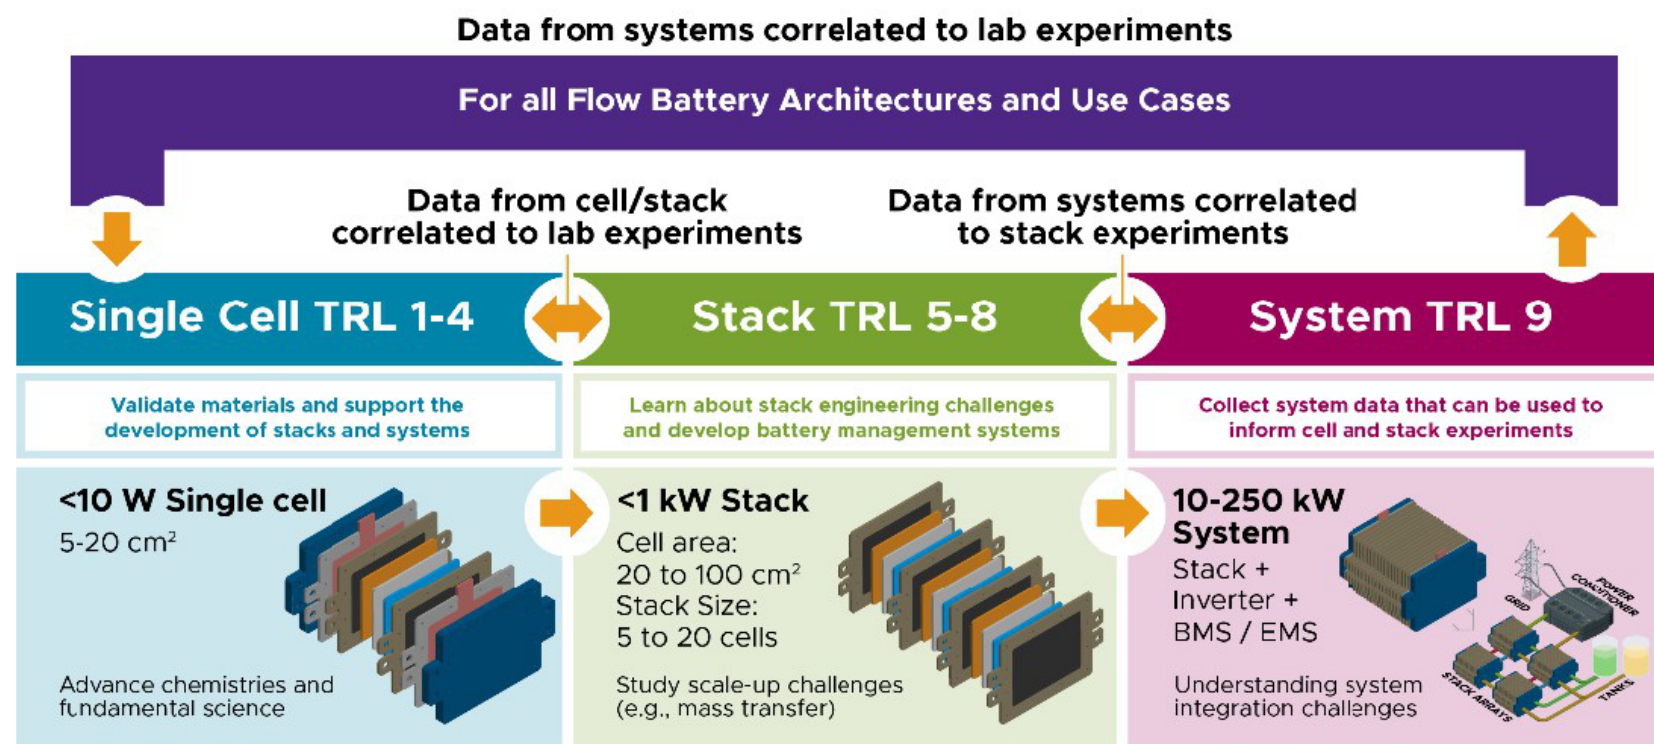 Data from systems correlated to lab experiments
For all Flow Battery Architectures and Use Cases
Data from cell/stack
correlated to lab experiments
Data from systems correlated
to stack experiments
Single Cell TRL 1-4
Stack TRL 5-8
System TRL 9
Validate materials and support the
development of stacks and systems
Learn about stack engineering challenges
and develop battery management systems
Collect system data that can be used to
inform cell and stack experiments
<10 W Single cell
5-20 cm²
Advance chemistries and
fundamental science
<1 kW Stack
Cell area:
20 to 100 cm²
Stack Size:
5 to 20 cells
Study scale-up challenges
(e.g., mass transfer)
10-250 kW
System
Stack +
Inverter +
BMS / EMS
Understanding system
integration challenges
GRID
POWER
CONDITIONER
STACK ARRAYS
TANKS